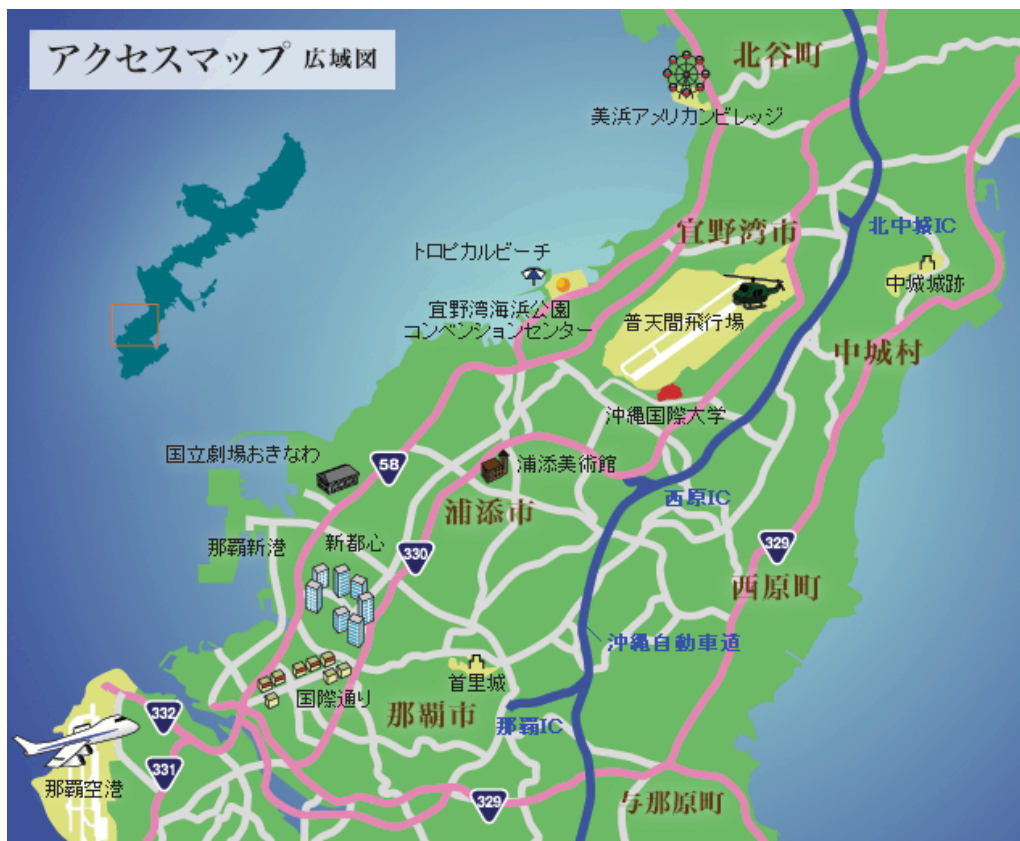 アクセスマップ 広域図
北谷町
美浜アメリカンビレッジ
宜野湾市
北中城IC
トロピカルビーチ
中城城跡
宜野湾海浜公園
コンベンションセンター
普天間飛行場
中城村
沖縄国際大学
国立劇場おきなわ
58
浦添美術館
西原IC
浦添市
那覇新港
新都心
330
329
西原町
沖縄自動車道
首里城
国際通り
那覇市
那覇IC
332
331
那覇空港
329
与那原町